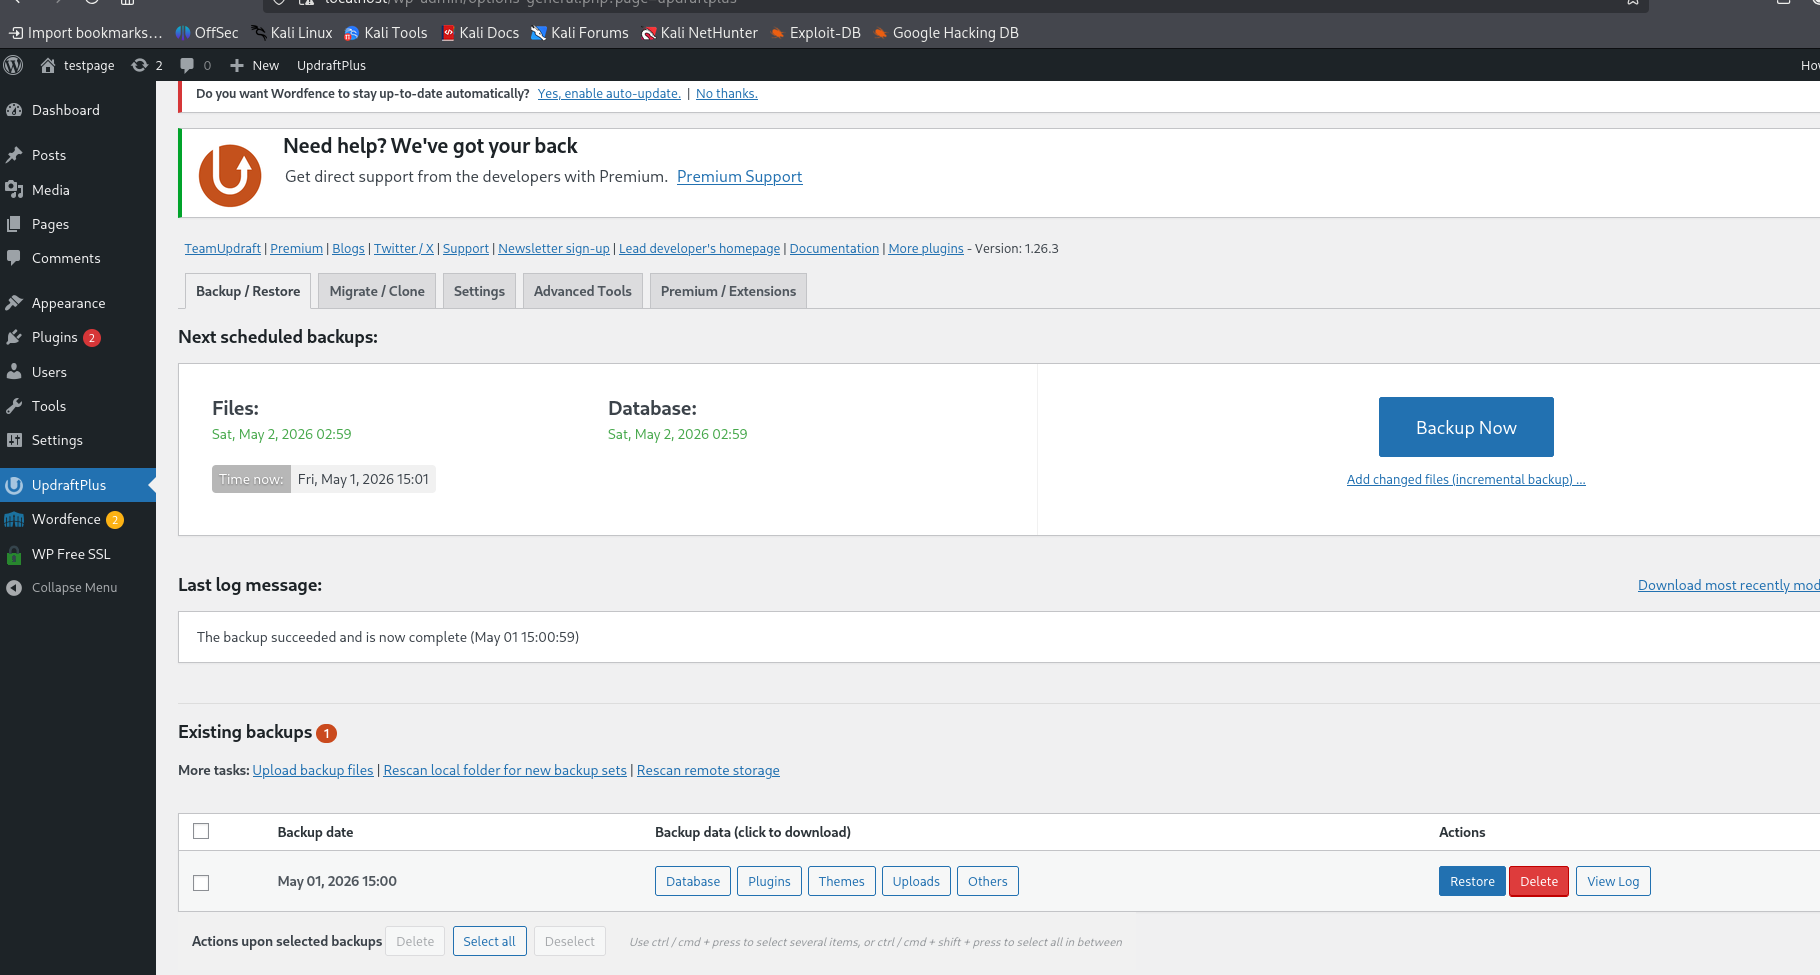 localhost/wp-admin/options-general.php?page=updraftplus
Import bookmarks... OffSec Kali Linux Kali Tools Kali Docs Kali Forums Kali NetHunter Exploit-DB Google Hacking DB
testpage 2 0 New UpdraftPlus
Dashboard
Posts
Media
Pages
Comments
Appearance
Plugins 2
Users
Tools
Settings
UpdraftPlus
Wordfence 2
WP Free SSL
Collapse Menu
Do you want Wordfence to stay up-to-date automatically? Yes, enable auto-update. | No thanks.
Need help? We've got your back
Get direct support from the developers with Premium. Premium Support
TeamUpdraft | Premium | Blogs | Twitter / X | Support | Newsletter sign-up | Lead developer's homepage | Documentation | More plugins - Version: 1.26.3
Backup / Restore Migrate / Clone Settings Advanced Tools Premium / Extensions
Next scheduled backups:
Files: Database:
Sat, May 2, 2026 02:59 Sat, May 2, 2026 02:59
Time now: Fri, May 1, 2026 15:01
Backup Now
Add changed files (incremental backup) ...
Last log message:
Download most recently mod
The backup succeeded and is now complete (May 01 15:00:59)
Existing backups 1
More tasks: Upload backup files | Rescan local folder for new backup sets | Rescan remote storage
Backup date Backup data (click to download) Actions
May 01, 2026 15:00 Database Plugins Themes Uploads Others Restore Delete View Log
Actions upon selected backups Delete Select all Deselect Use ctrl / cmd + press to select several items, or ctrl / cmd + shift + press to select all in between